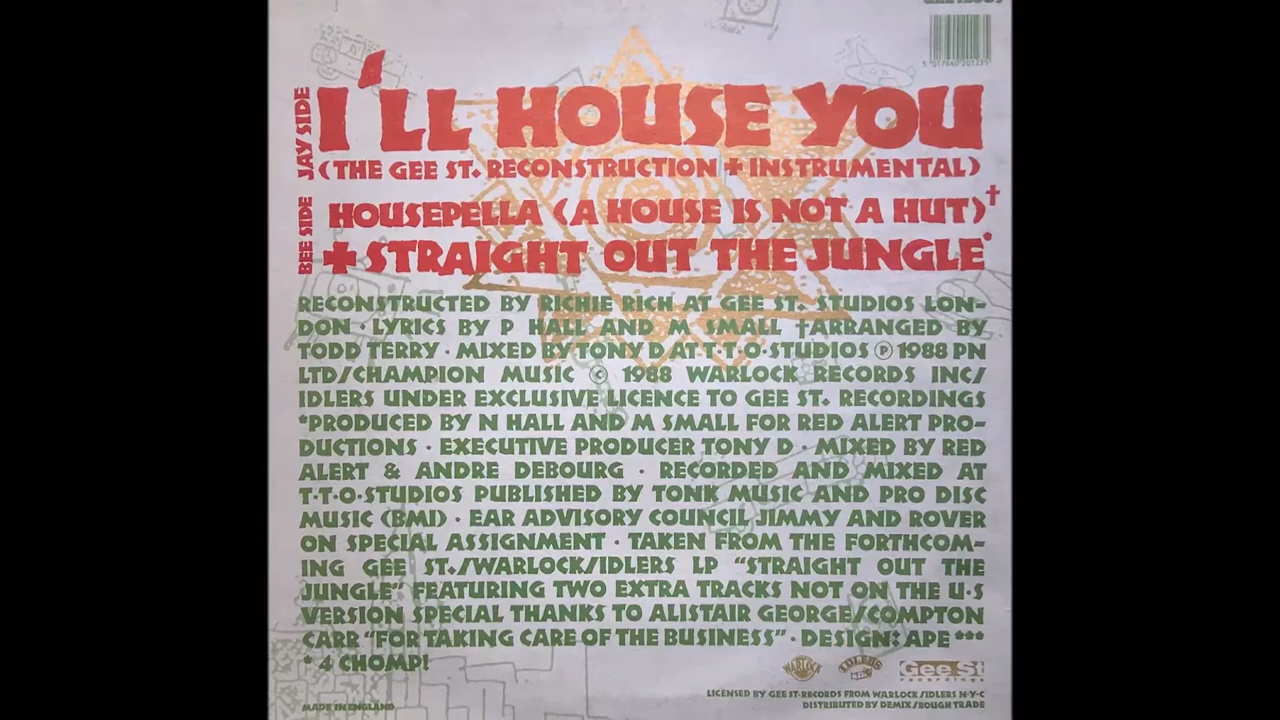 5 017640 201235
JAY SIDE
I'LL HOUSE YOU
(THE GEE ST. RECONSTRUCTION + INSTRUMENTAL)
BEE SIDE
HOUSEPELLA (A HOUSE IS NOT A HUT)†
+ STRAIGHT OUT THE JUNGLE*
RECONSTRUCTED BY RICHIE RICH AT GEE ST. STUDIOS LON-
DON · LYRICS BY P HALL AND M SMALL †ARRANGED BY
TODD TERRY · MIXED BY TONY D AT T·T·O·STUDIOS ℗ 1988 PN
LTD/CHAMPION MUSIC © 1988 WARLOCK RECORDS INC/
IDLERS UNDER EXCLUSIVE LICENCE TO GEE ST. RECORDINGS
*PRODUCED BY N HALL AND M SMALL FOR RED ALERT PRO-
DUCTIONS · EXECUTIVE PRODUCER TONY D · MIXED BY RED
ALERT & ANDRE DEBOURG · RECORDED AND MIXED AT
T·T·O·STUDIOS PUBLISHED BY TONK MUSIC AND PRO DISC
MUSIC (BMI) · EAR ADVISORY COUNCIL JIMMY AND ROVER
ON SPECIAL ASSIGNMENT · TAKEN FROM THE FORTHCOM-
ING GEE ST./WARLOCK/IDLERS LP "STRAIGHT OUT THE
JUNGLE" FEATURING TWO EXTRA TRACKS NOT ON THE U·S
VERSION SPECIAL THANKS TO ALISTAIR GEORGE/COMPTON
CARR "FOR TAKING CARE OF THE BUSINESS" · DESIGN: APE ***
* 4 CHOMP!
WARLOCK
IDLERS
Gee St
recordings
LICENSED BY GEE ST·RECORDS FROM WARLOCK/IDLERS N·Y·C
MADE IN ENGLAND
DISTRIBUTED BY DEMIX/ROUGH TRADE